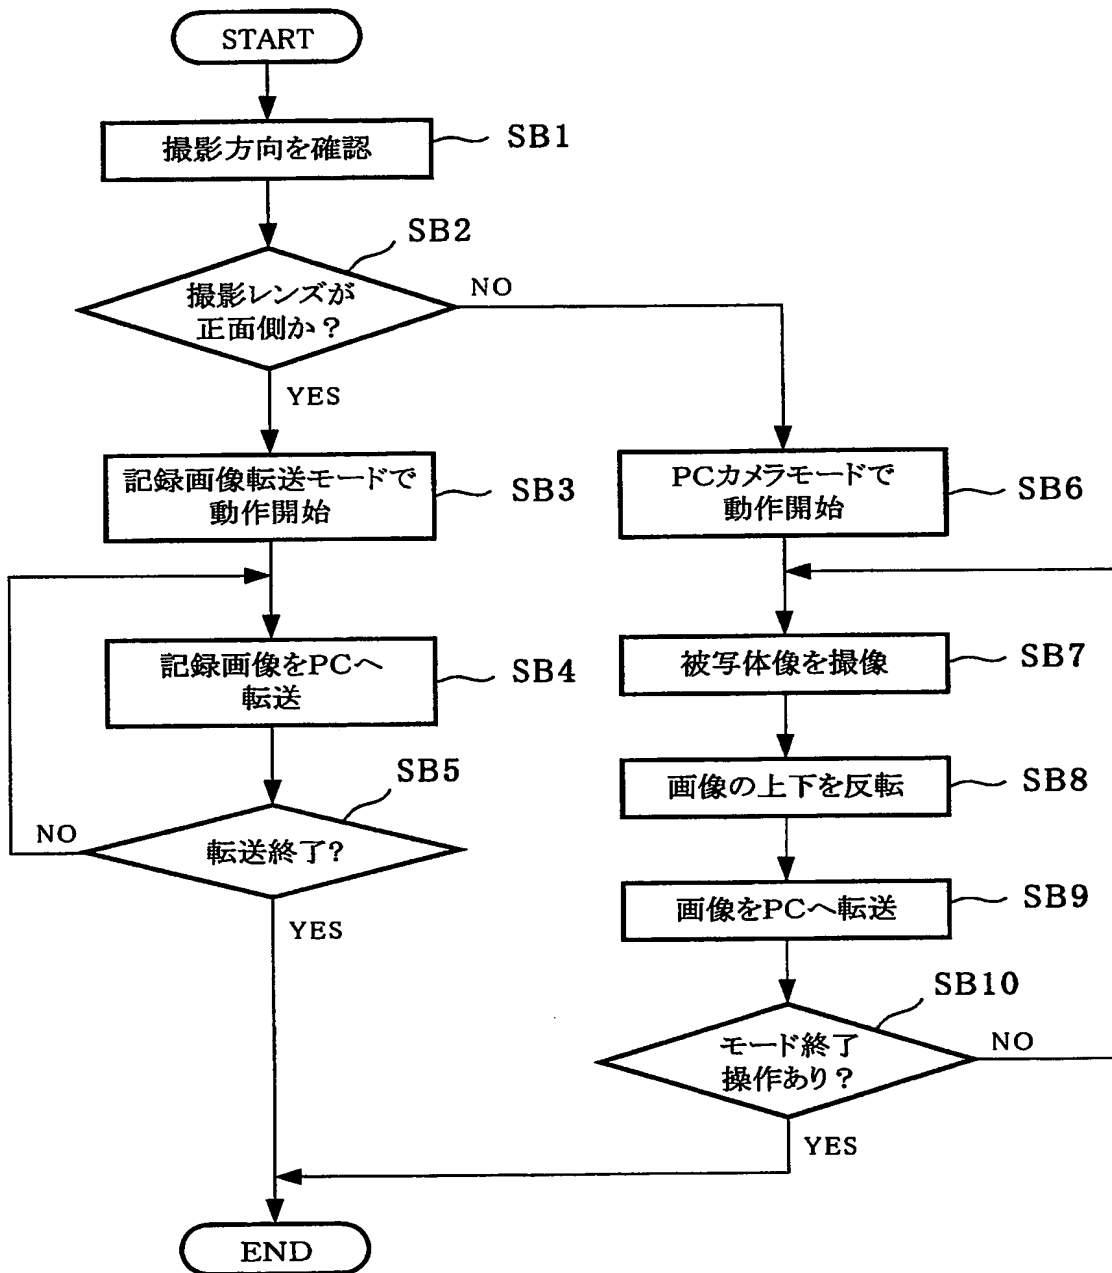 START
撮影方向を確認
SB1
SB2
撮影レンズが
正面側か？
NO
YES
記録画像転送モードで
動作開始
SB3
記録画像をPCへ
転送
SB4
SB5
転送終了？
NO
YES
PCカメラモードで
動作開始
SB6
被写体像を撮像
SB7
画像の上下を反転
SB8
画像をPCへ転送
SB9
SB10
モード終了
操作あり？
NO
YES
END